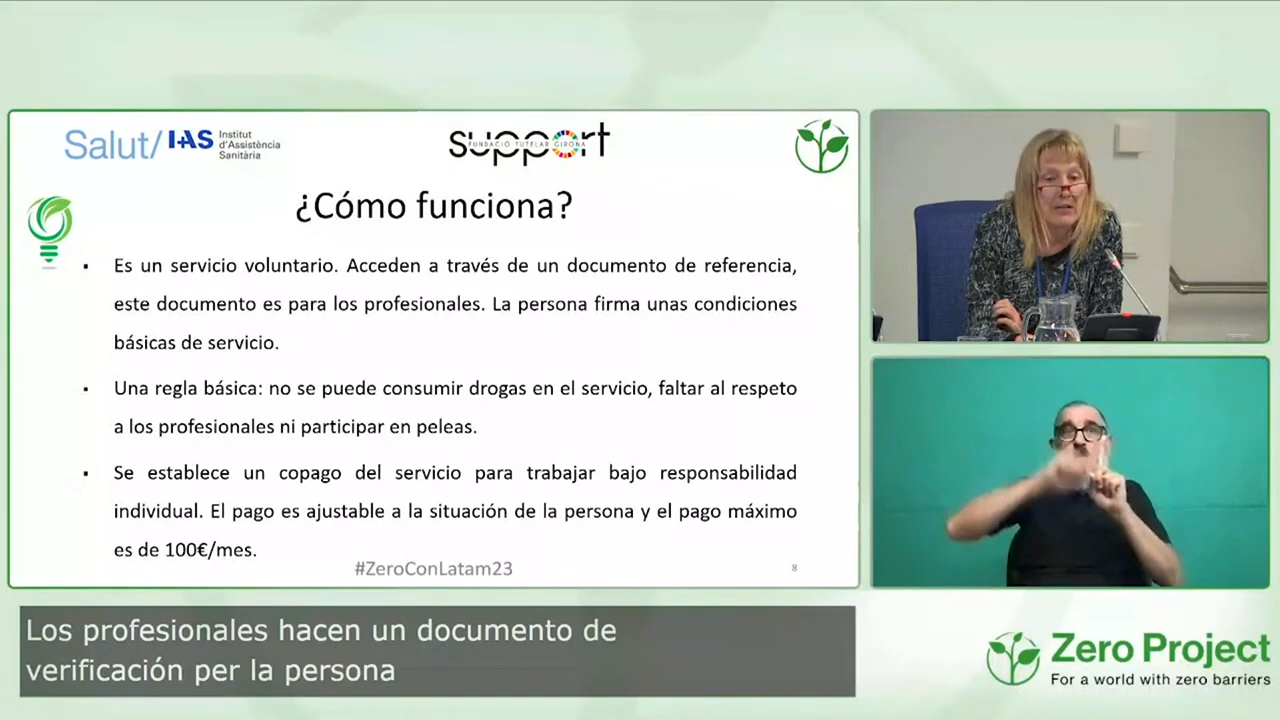 Salut/ IAS Institut
d'Assistència
Sanitària
support
FUNDACIÓ TUTELAR GIRONA
¿Cómo funciona?
▪ Es un servicio voluntario. Acceden a través de un documento de referencia,
este documento es para los profesionales. La persona firma unas condiciones
básicas de servicio.
▪ Una regla básica: no se puede consumir drogas en el servicio, faltar al respeto
a los profesionales ni participar en peleas.
▪ Se establece un copago del servicio para trabajar bajo responsabilidad
individual. El pago es ajustable a la situación de la persona y el pago máximo
es de 100€/mes.
#ZeroConLatam23
8
Los profesionales hacen un documento de
verificación per la persona
Zero Project
For a world with zero barriers